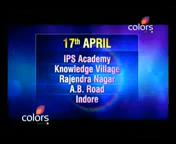 colors
17th APRIL
IPS Academy
Knowledge Village
Rajendra Nagar
A.B. Road
Indore
colors